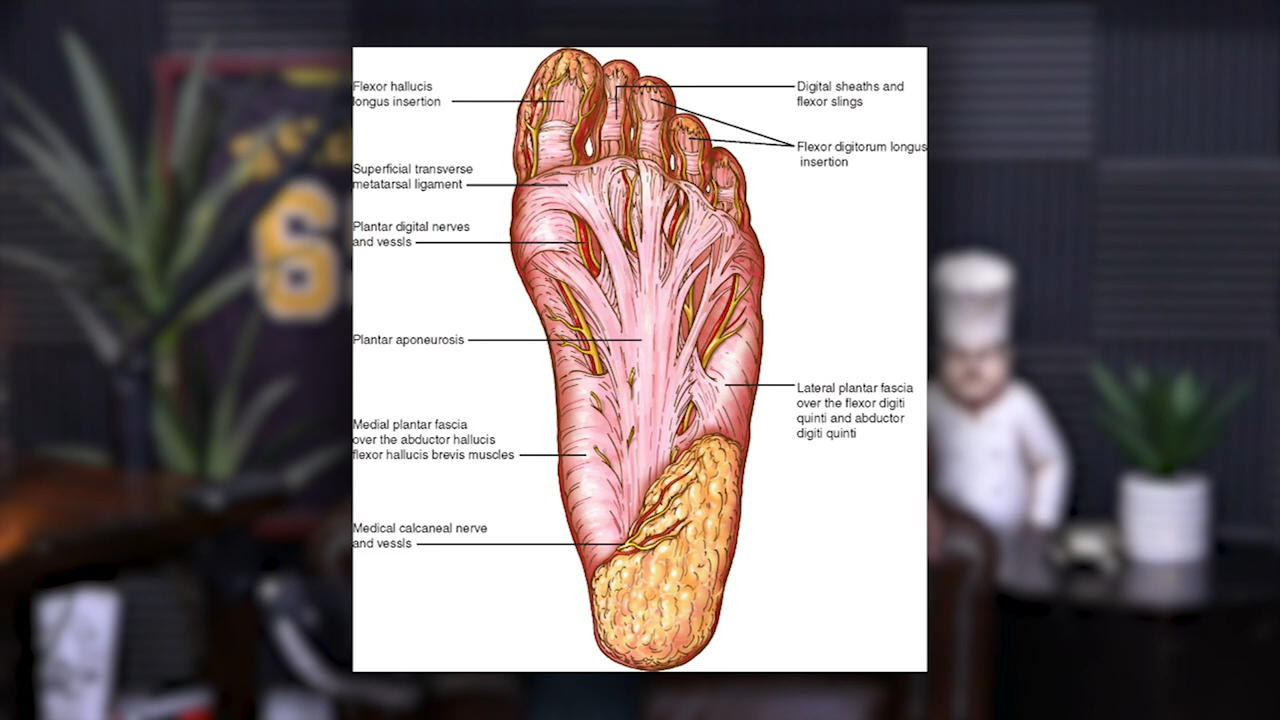 Flexor hallucis
longus insertion
Superficial transverse
metatarsal ligament
Plantar digital nerves
and vessls
Plantar aponeurosis
Medial plantar fascia
over the abductor hallucis
flexor hallucis brevis muscles
Medical calcaneal nerve
and vessls
Digital sheaths and
flexor slings
Flexor digitorum longus
insertion
Lateral plantar fascia
over the flexor digiti
quinti and abductor
digiti quinti
6